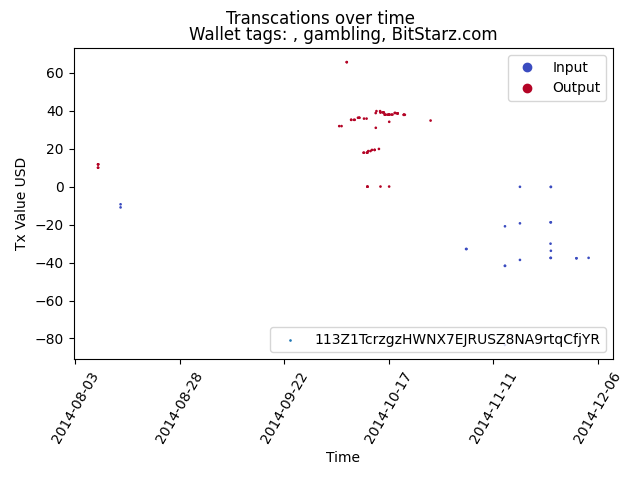 Transcations over time
Wallet tags: , gambling, BitStarz.com
Input
Output
60
40
20
0
−20
−40
−60
−80
Tx Value USD
113Z1TcrzgzHWNX7EJRUSZ8NA9rtqCfjYR
2014-08-03
2014-08-28
2014-09-22
2014-10-17
2014-11-11
2014-12-06
Time